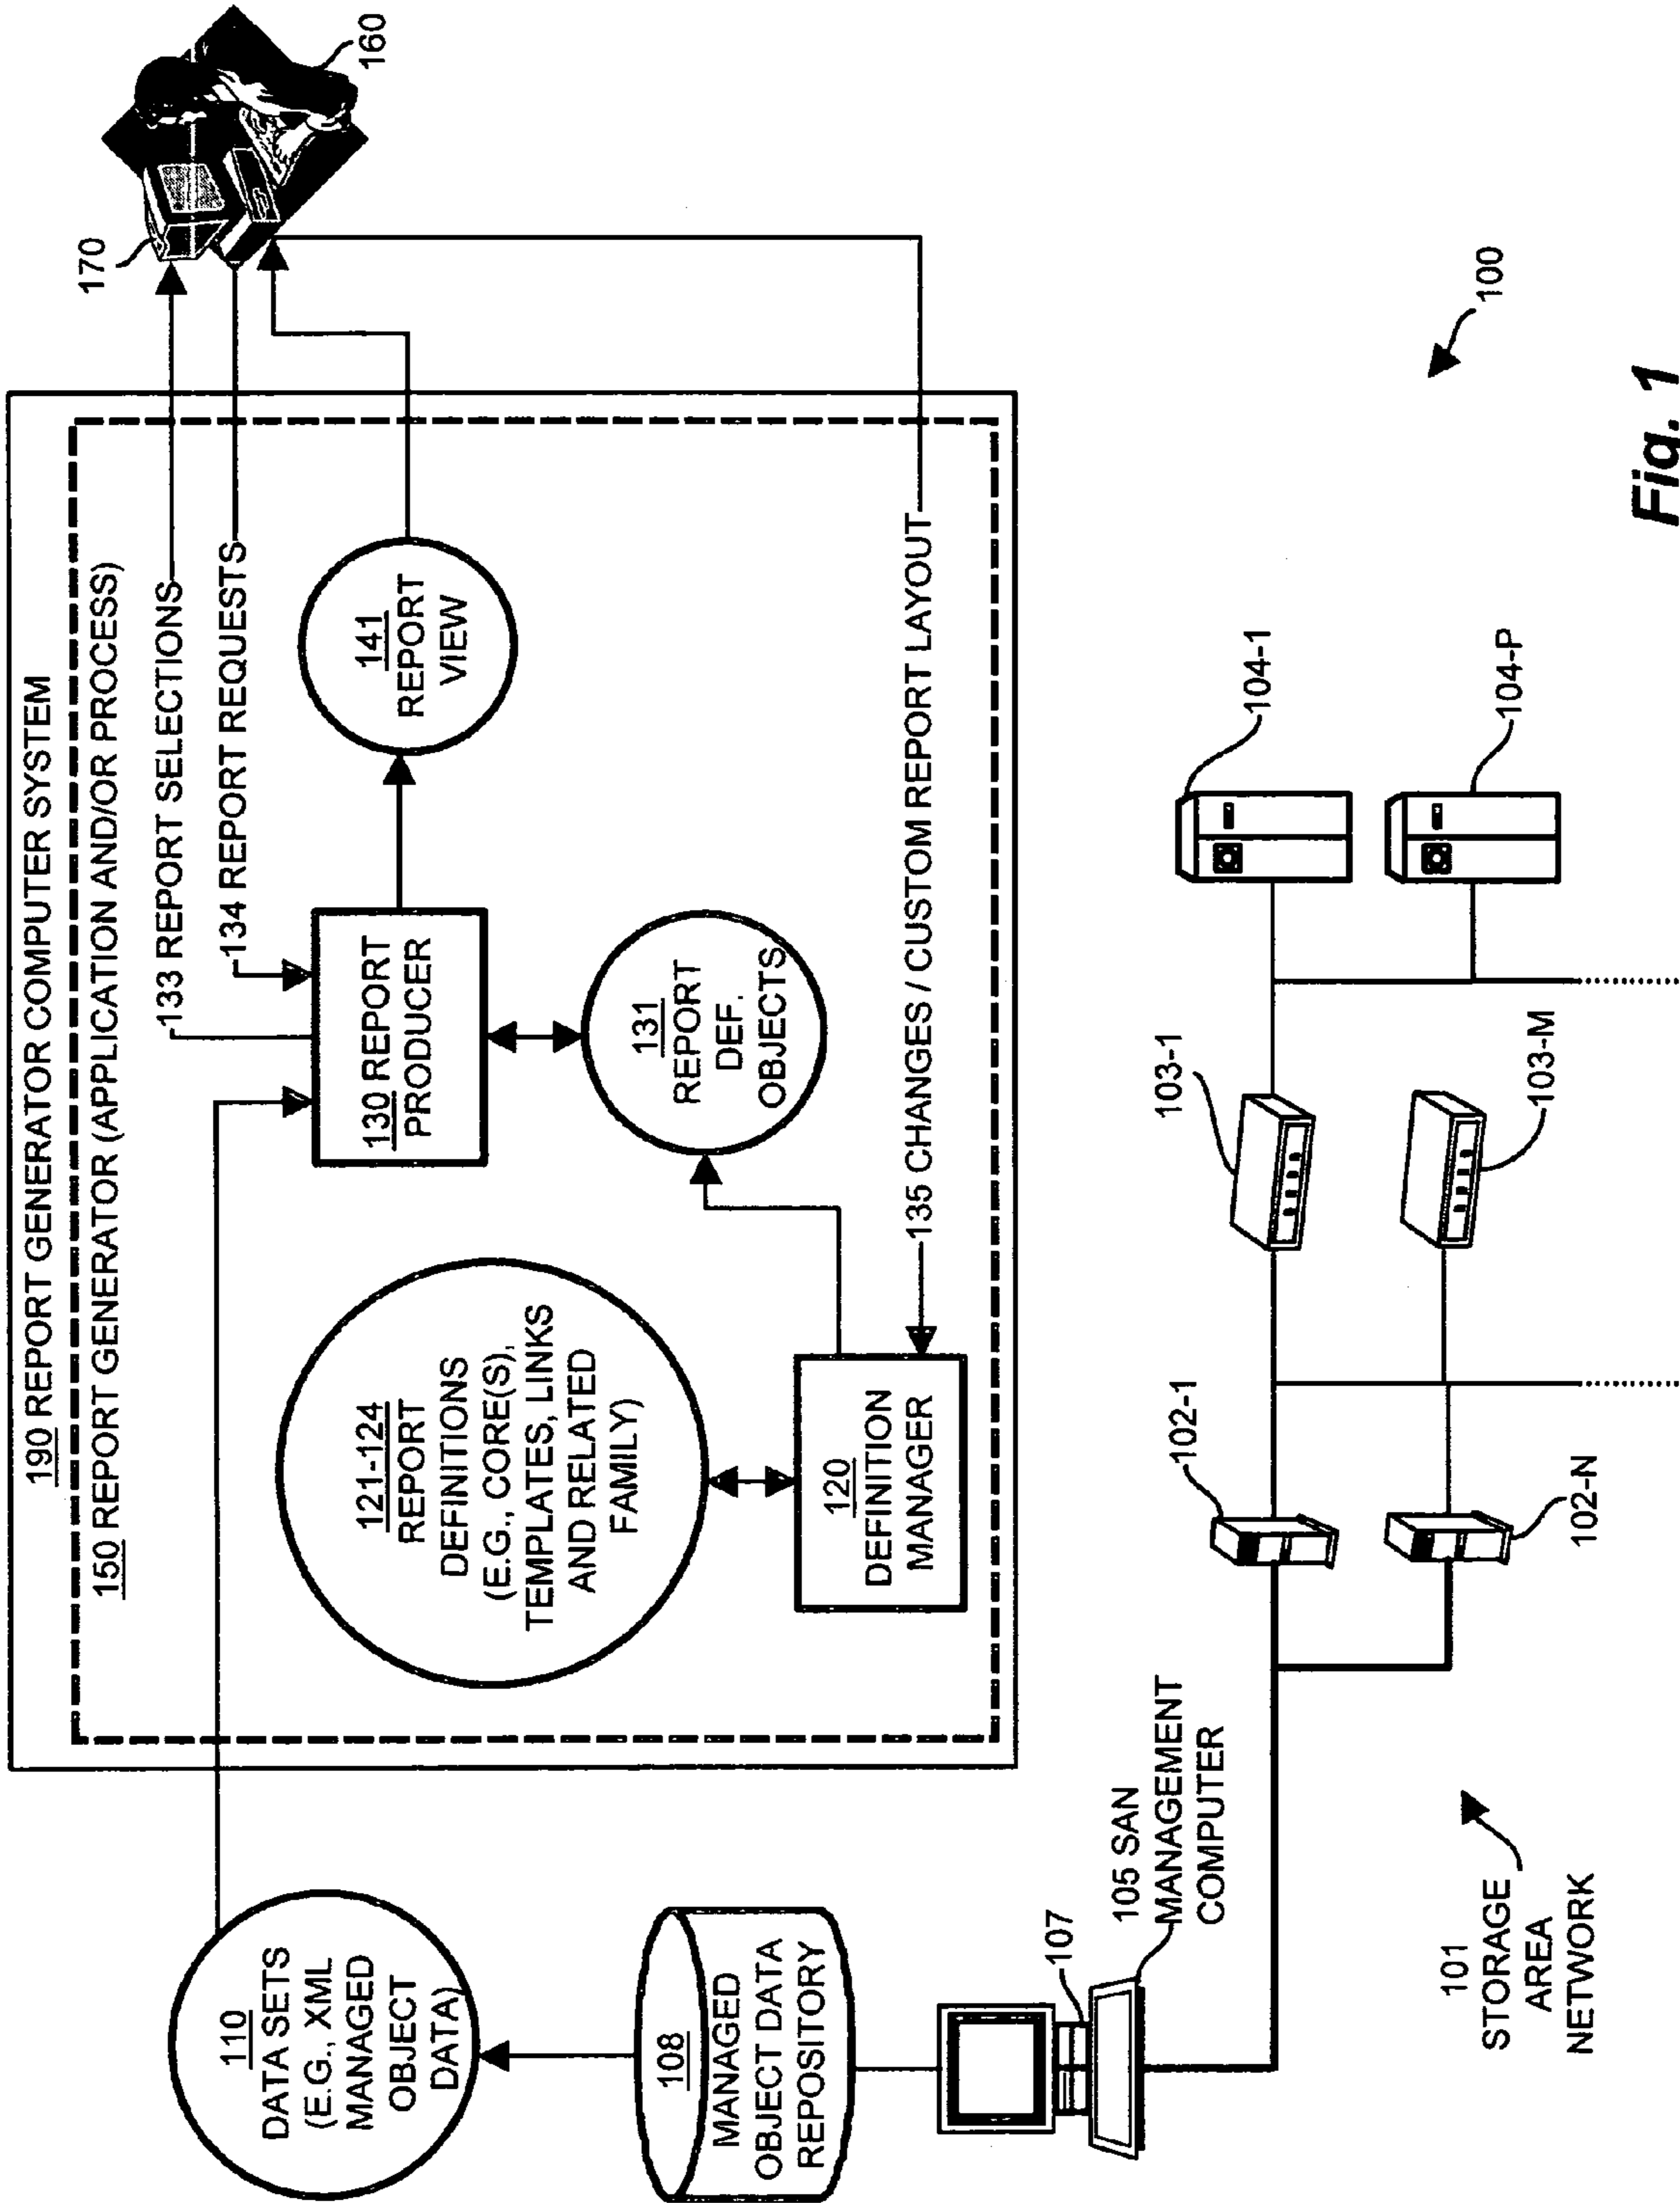 190 REPORT GENERATOR COMPUTER SYSTEM
150 REPORT GENERATOR (APPLICATION AND/OR PROCESS)
133 REPORT SELECTIONS
134 REPORT REQUESTS
170
160
110
DATA SETS
(E.G., XML
MANAGED
OBJECT
DATA)
121-124
REPORT
DEFINITIONS
(E.G., CORE(S),
TEMPLATES, LINKS
AND RELATED
FAMILY)
130 REPORT
PRODUCER
141
REPORT
VIEW
131
REPORT
DEF.
OBJECTS
120
DEFINITION
MANAGER
135 CHANGES / CUSTOM REPORT LAYOUT
108
MANAGED
OBJECT DATA
REPOSITORY
107
105 SAN
MANAGEMENT
COMPUTER
102-1
102-N
103-1
103-M
104-1
104-P
101
STORAGE
AREA
NETWORK
100
Fig. 1